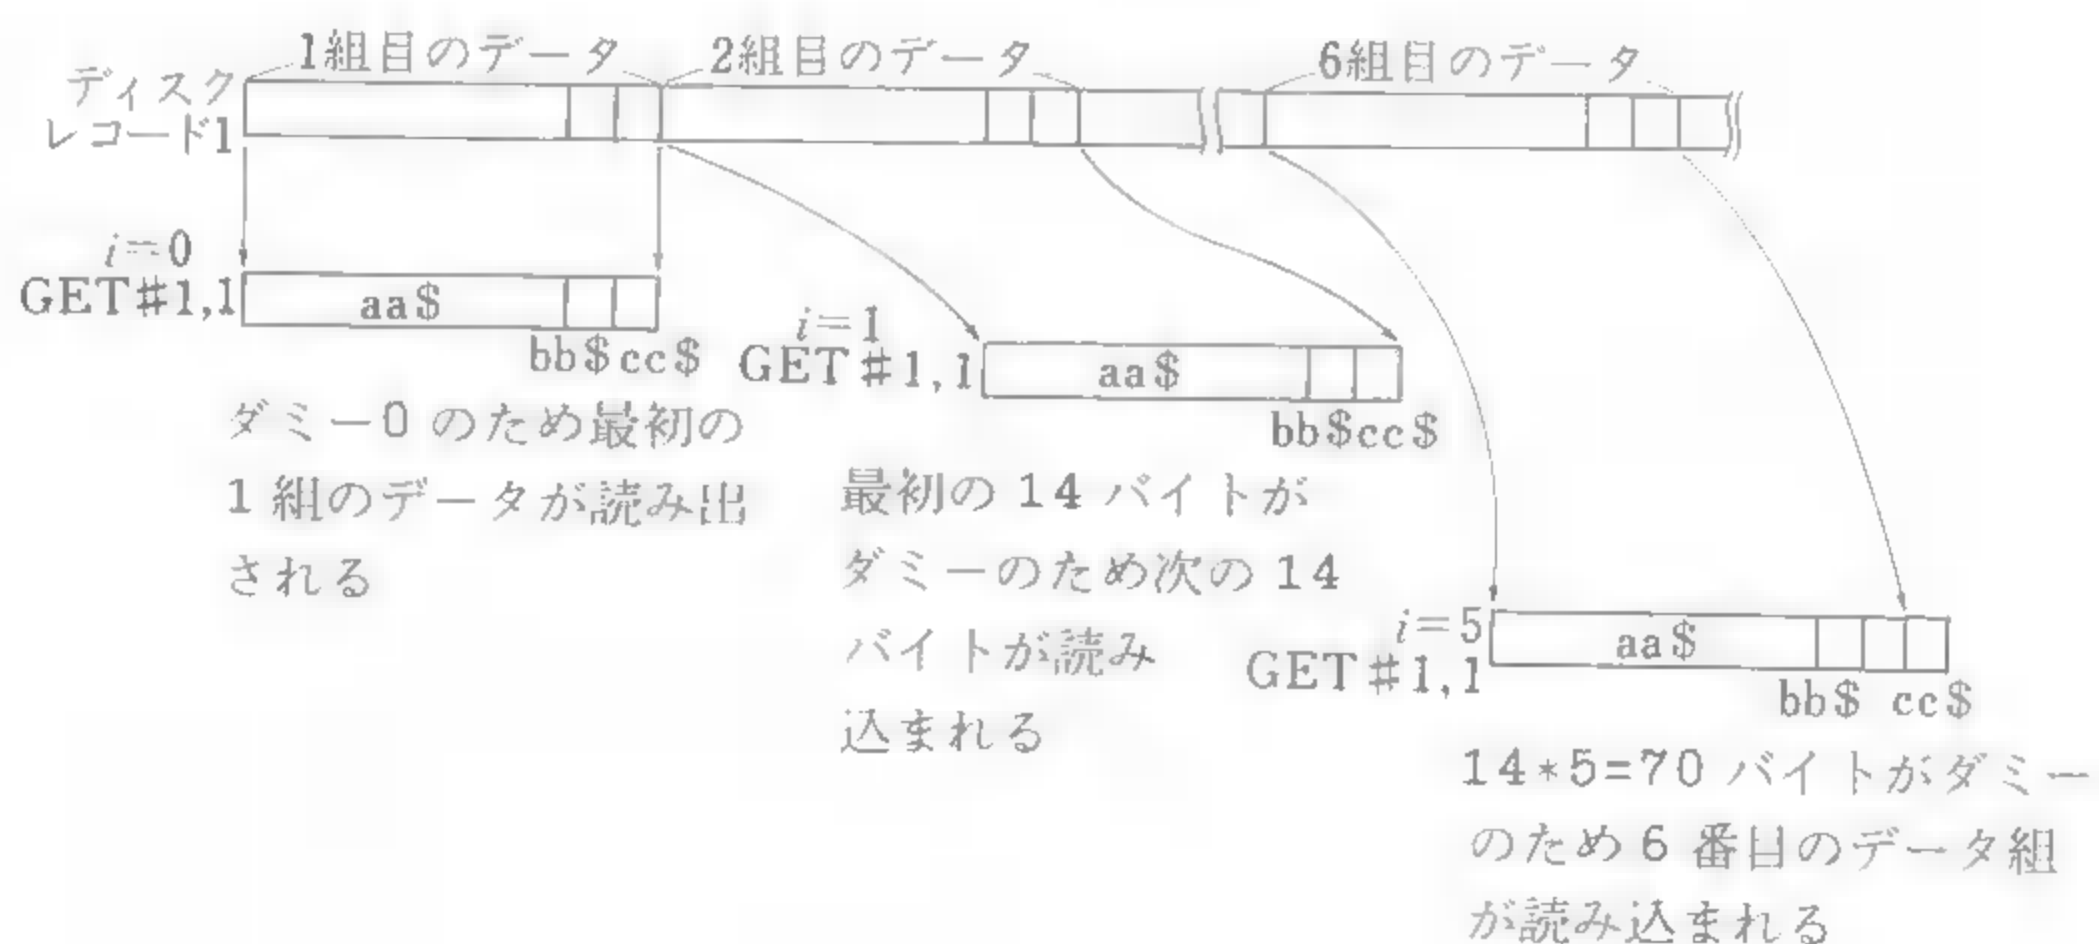 1組目のデータ
2組目のデータ
6組目のデータ
ディスク
レコード1
i=0
GET#1,1
aa$
bb$ cc$
ダミー0 のため最初の
1 組のデータが読み出
される
i=1
GET#1,1
aa$
bb$ cc$
最初の 14 バイトが
ダミーのため次の 14
バイトが読み
込まれる
i=5
GET#1,1
aa$
bb$ cc$
14*5=70 バイトがダミー
のため 6 番目のデータ組
が読み込まれる